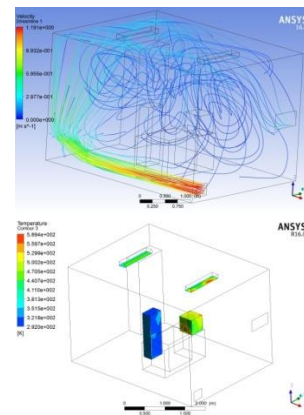 Velocity
Streamline 1
ANSYS
1.191e+000
8.932e-001
5.955e-001
2.977e-001
0.000e+000
[m s^-1]
0
1.000 (m)
0.250
0.750
Temperature
Contour 3
ANSYS
R16.
5.894e+002
5.597e+002
5.299e+002
5.002e+002
4.705e+002
4.407e+002
4.110e+002
3.813e+002
3.515e+002
3.218e+002
2.920e+002
[K]
0
1.000
2.000 (m)
0.500
1.500